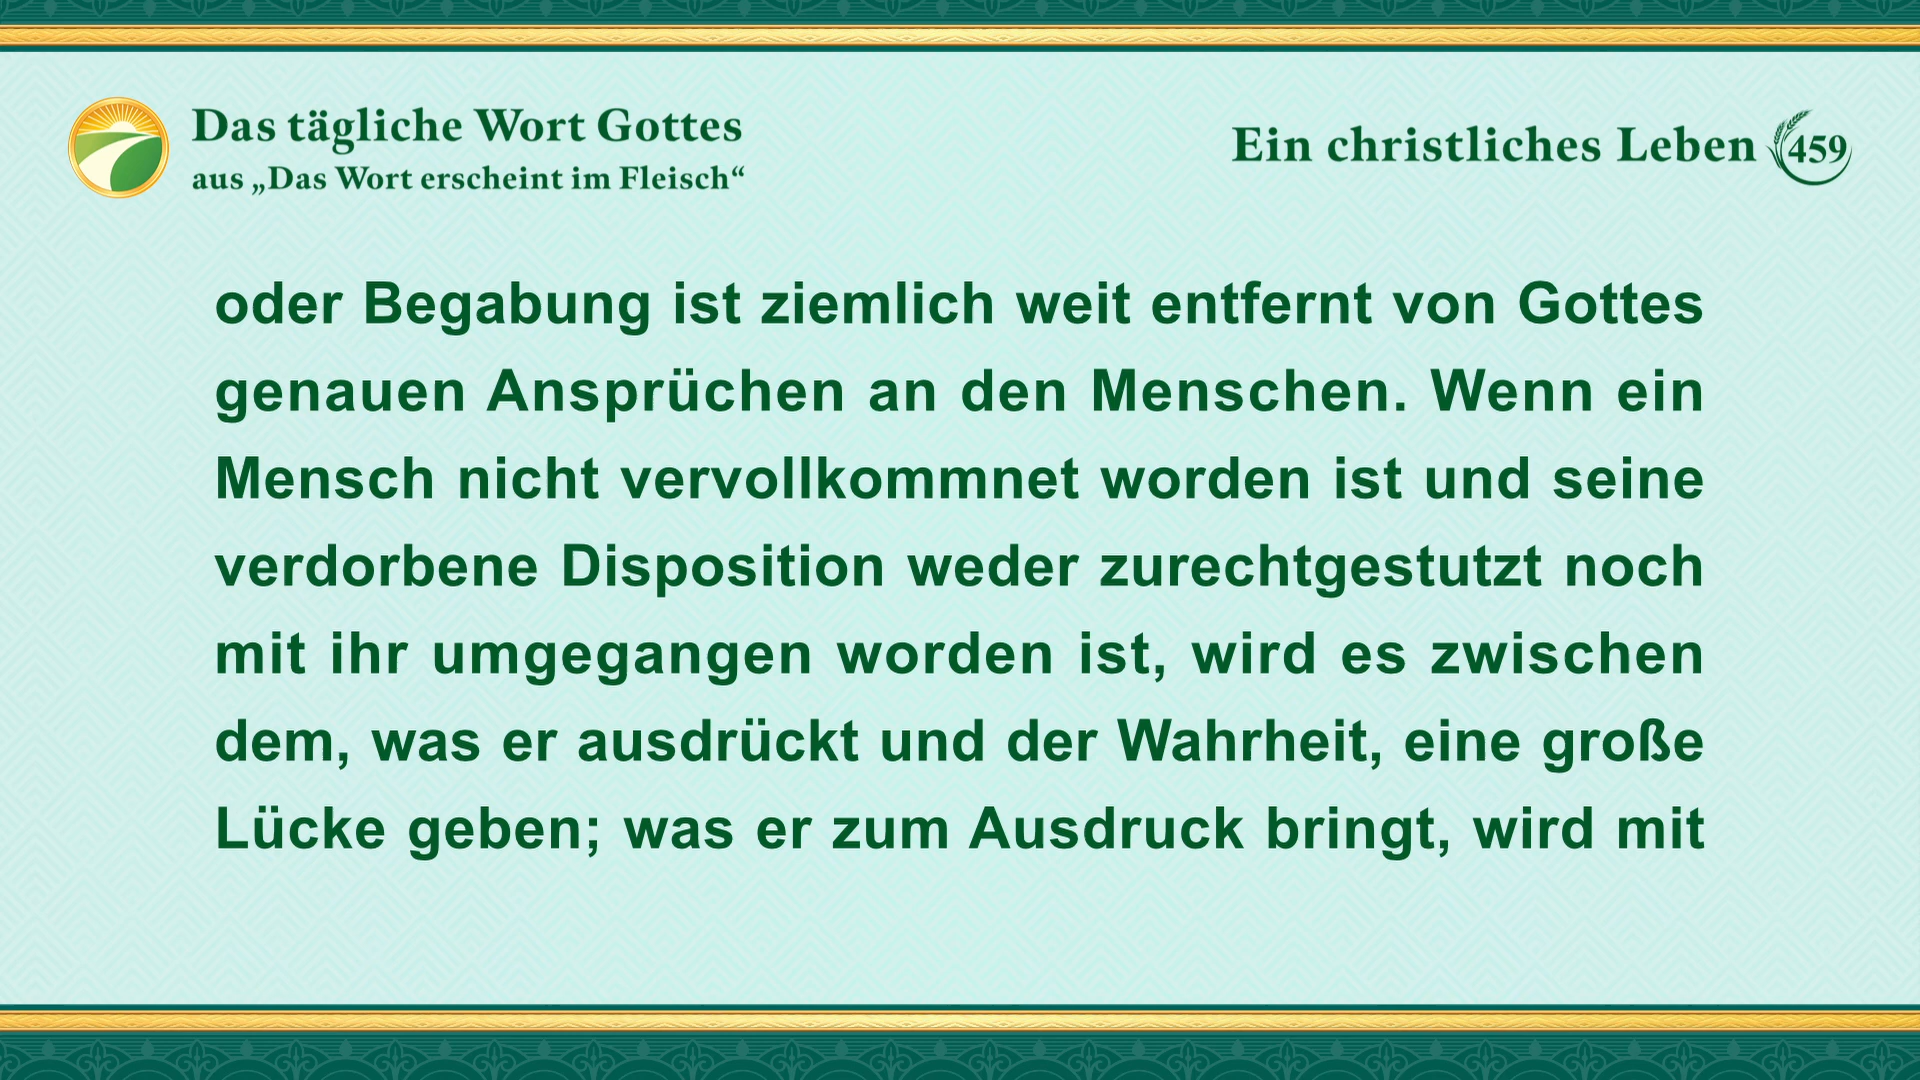 Das tägliche Wort Gottes
aus „Das Wort erscheint im Fleisch“
Ein christliches Leben 459
oder Begabung ist ziemlich weit entfernt von Gottes
genauen Ansprüchen an den Menschen. Wenn ein
Mensch nicht vervollkommnet worden ist und seine
verdorbene Disposition weder zurechtgestutzt noch
mit ihr umgegangen worden ist, wird es zwischen
dem, was er ausdrückt und der Wahrheit, eine große
Lücke geben; was er zum Ausdruck bringt, wird mit